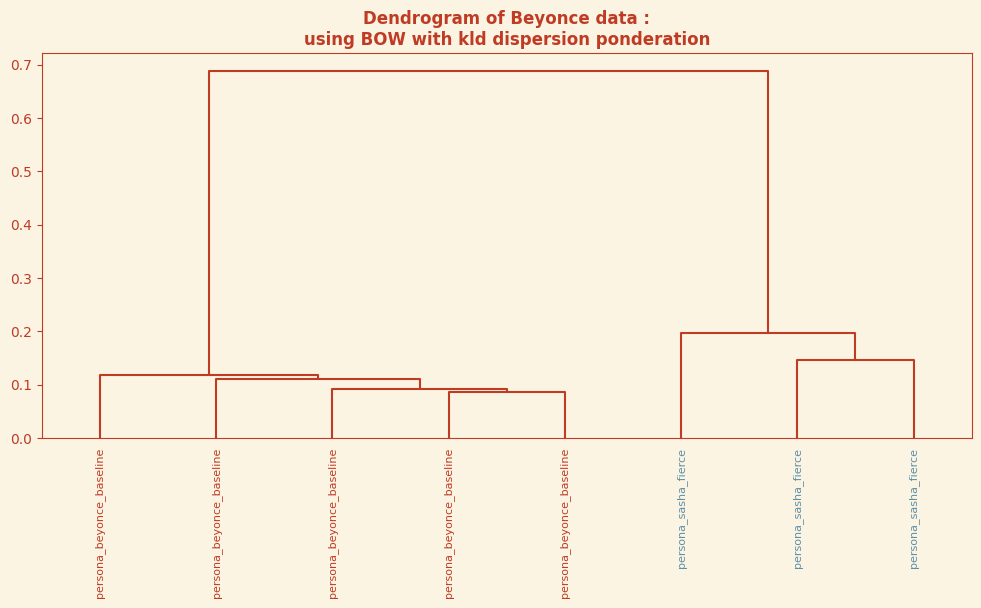 Dendrogram of Beyonce data :
using BOW with kld dispersion ponderation
0.7
0.6
0.5
0.4
0.3
0.2
0.1
0.0
persona_beyonce_baseline
persona_beyonce_baseline
persona_beyonce_baseline
persona_beyonce_baseline
persona_beyonce_baseline
persona_sasha_fierce
persona_sasha_fierce
persona_sasha_fierce